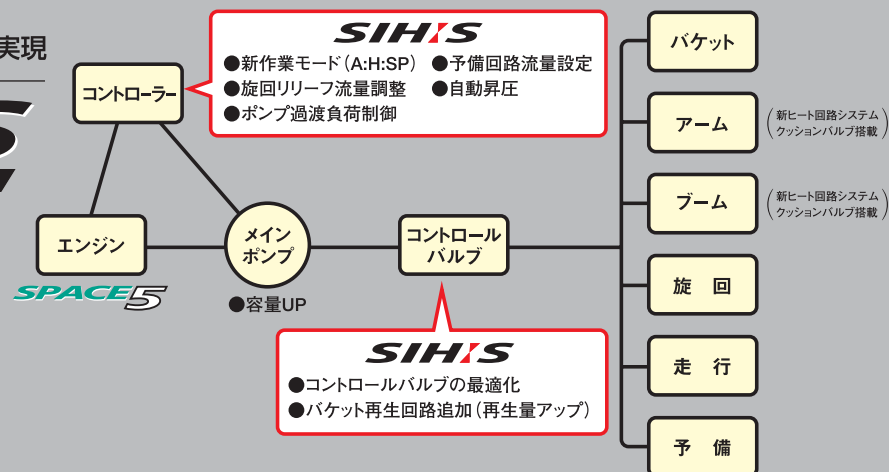 実現
コントローラー
SIH:S
●新作業モード(A:H:SP) ●予備回路流量設定
●旋回リリーフ流量調整 ●自動昇圧
●ポンプ過渡負荷制御
バケット
アーム
(新ヒート回路システム
クッションバルブ搭載)
ブーム
(新ヒート回路システム
クッションバルブ搭載)
エンジン
SPACE5
メイン
ポンプ
●容量UP
コントロール
バルブ
旋 回
SIH:S
●コントロールバルブの最適化
●バケット再生回路追加(再生量アップ)
走 行
予 備